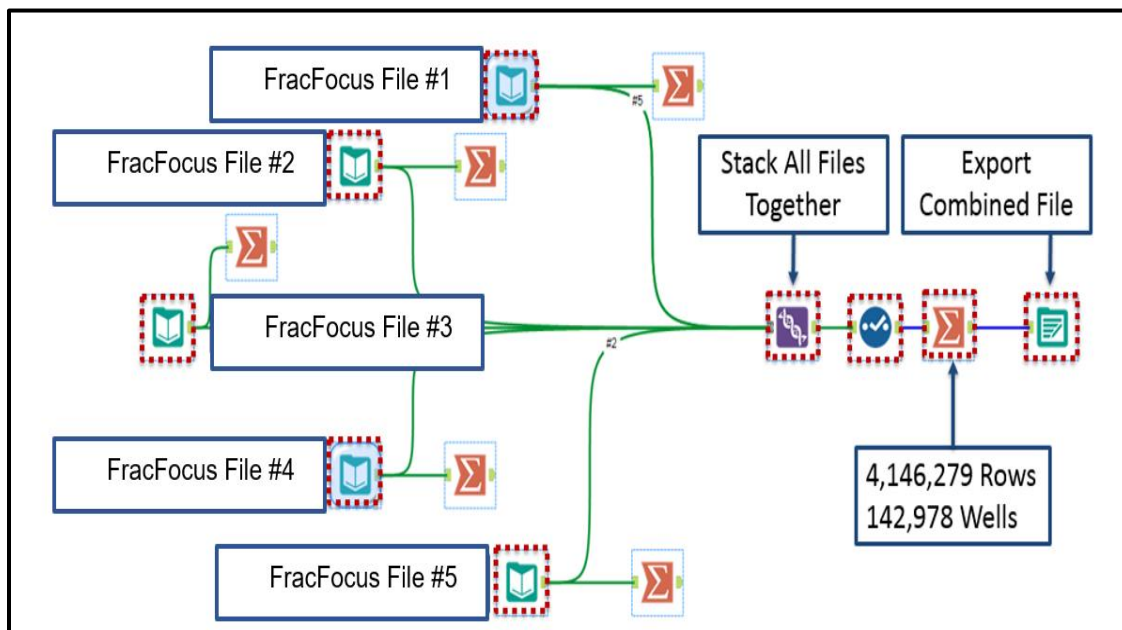 FracFocus File #1
#5
FracFocus File #2
Stack All Files
Together
Export
Combined File
FracFocus File #3
#2
FracFocus File #4
4,146,279 Rows
142,978 Wells
FracFocus File #5